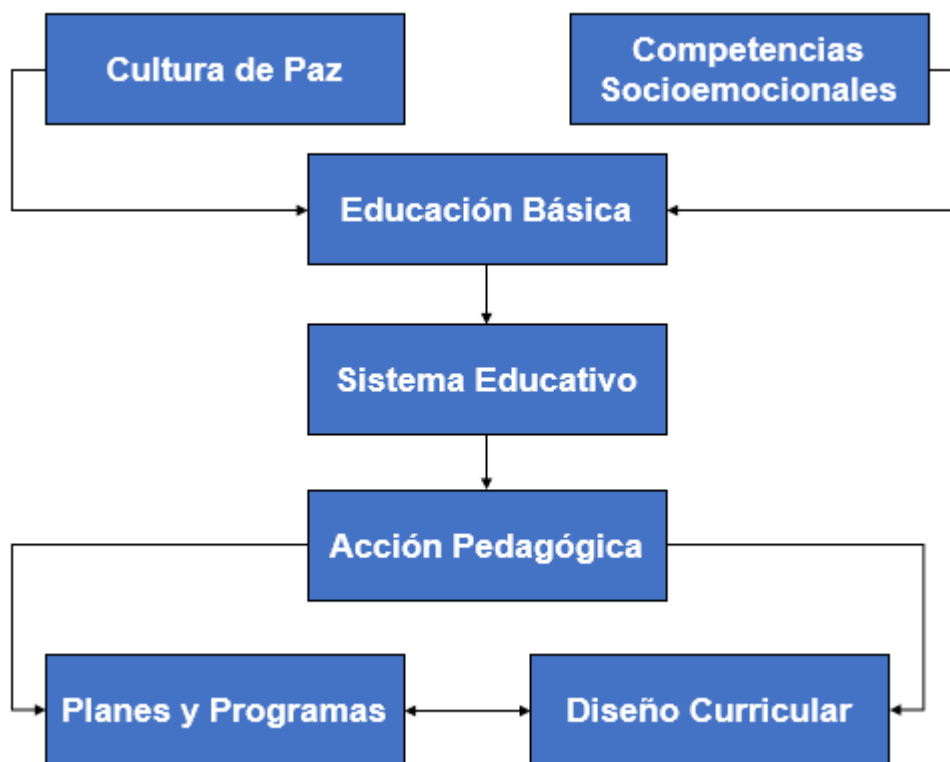 Cultura de Paz
Competencias
Socioemocionales
Educación Básica
Sistema Educativo
Acción Pedagógica
Planes y Programas
Diseño Curricular